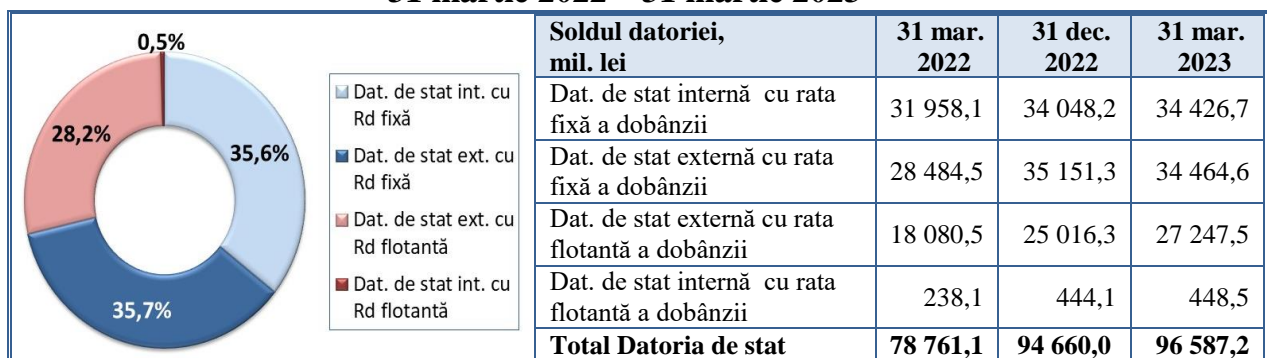 31 martie 2022 – 31 martie 2023
0,5%
28,2%
35,6%
35,7%
Dat. de stat int. cu
Rd fixă
Dat. de stat ext. cu
Rd fixă
Dat. de stat ext. cu
Rd flotantă
Dat. de stat int. cu
Rd flotantă
Soldul datoriei, 31 mar. 31 dec. 31 mar.
mil. lei 2022 2022 2023
Dat. de stat internă cu rata
fixă a dobânzii 31 958,1 34 048,2 34 426,7
Dat. de stat externă cu rata
fixă a dobânzii 28 484,5 35 151,3 34 464,6
Dat. de stat externă cu rata
flotantă a dobânzii 18 080,5 25 016,3 27 247,5
Dat. de stat internă cu rata
flotantă a dobânzii 238,1 444,1 448,5
Total Datoria de stat 78 761,1 94 660,0 96 587,2